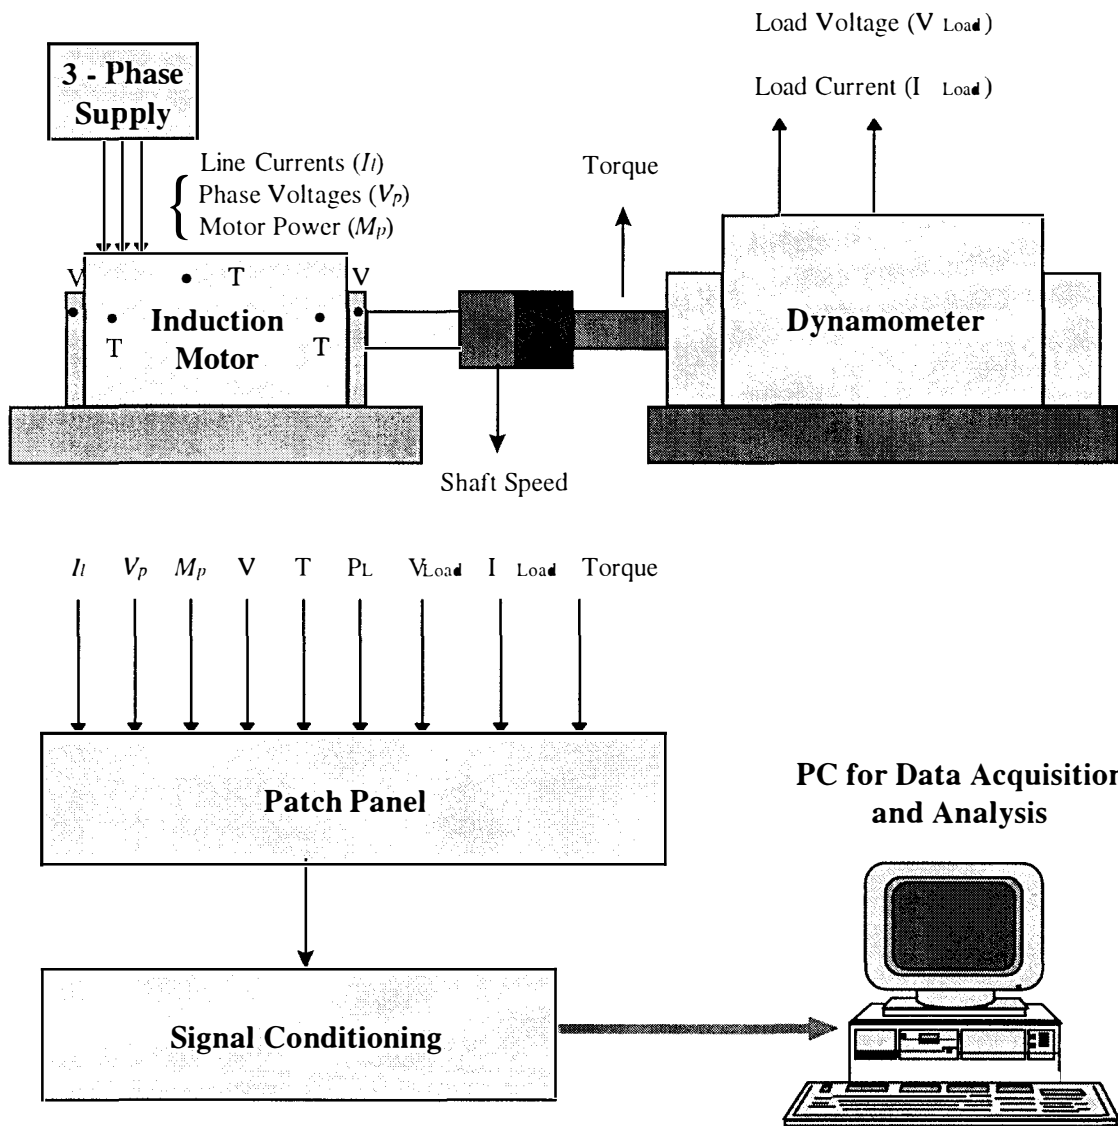 Load Voltage (V Load)
Load Current (I Load)
3 - Phase
Supply
Line Currents (Il)
Phase Voltages (Vp)
Motor Power (Mp)
Torque
V
T
V
Induction
Motor
T
T
Dynamometer
Shaft Speed
Il Vp Mp V T PL VLoad I Load Torque
Patch Panel
PC for Data Acquisition
and Analysis
Signal Conditioning